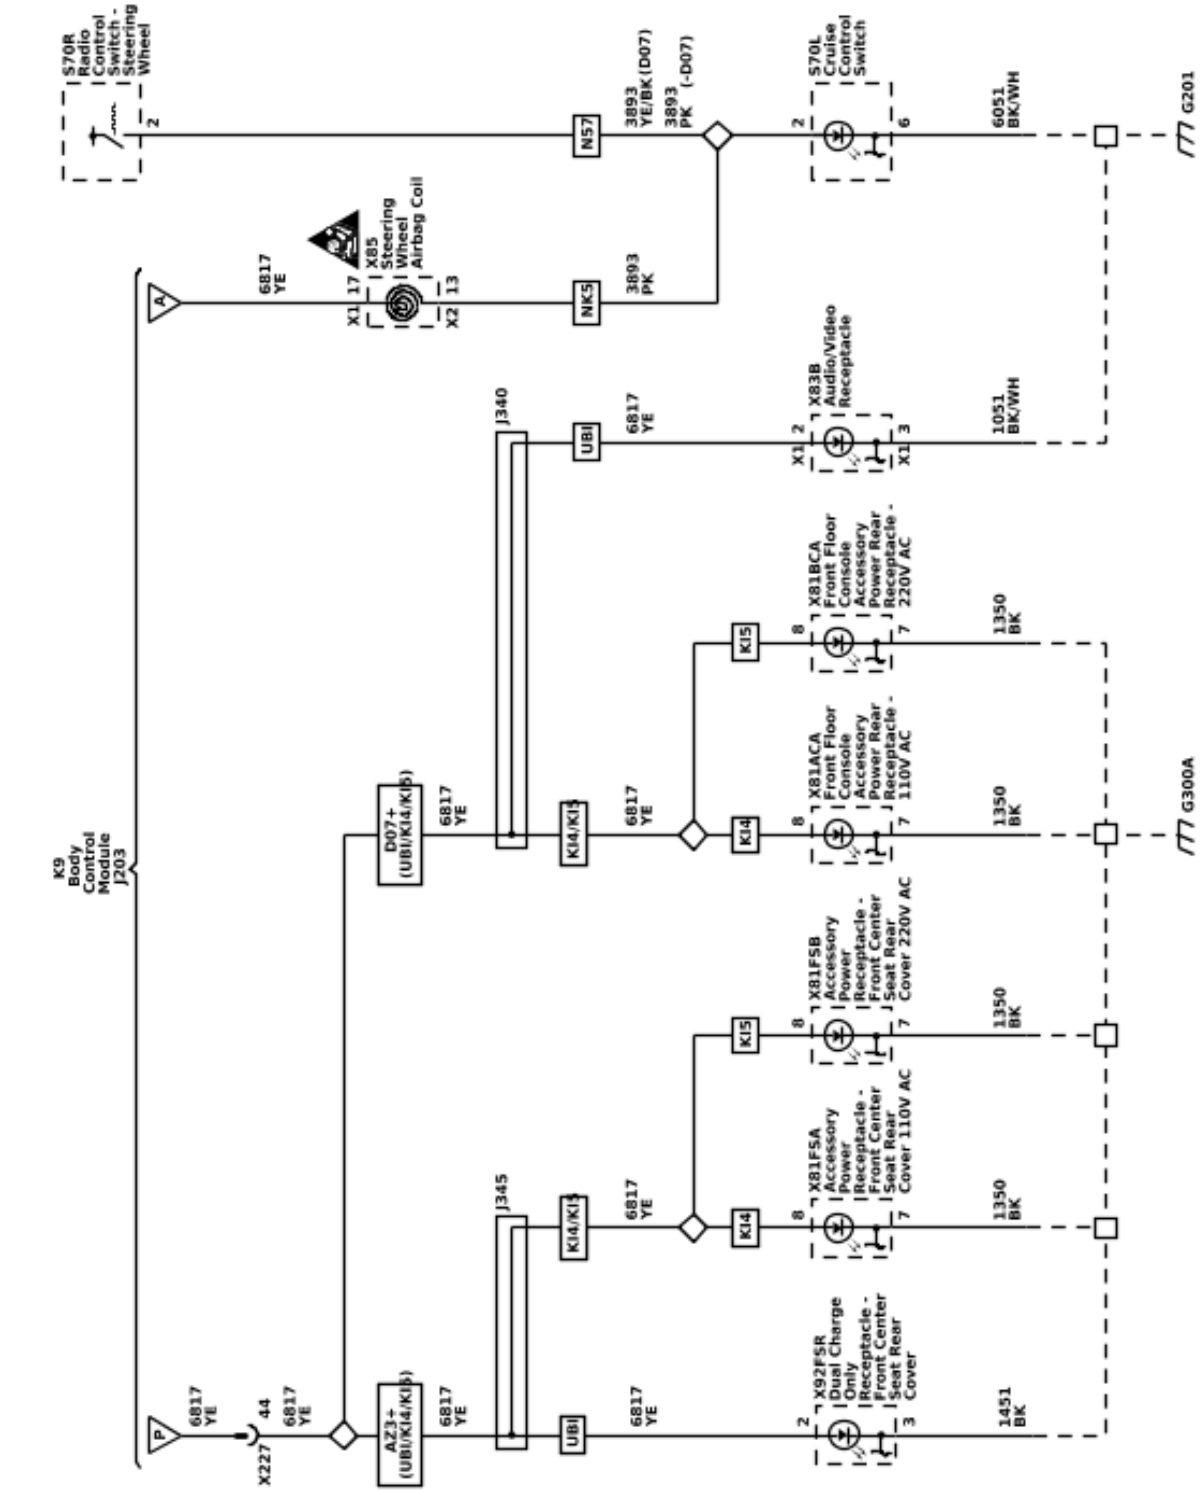 K9
Body
Control
Module
J203
P
6817
YE
44
X227
6817
YE
AZ3+
(UBI/KI4/KI5)
6817
YE
J345
UBI
6817
YE
2
X92FSR
Dual Charge
Only
Receptacle -
Front Center
Seat Rear
Cover
3
1451
BK
KI4/KI5
6817
YE
KI4
8
X81FSA
Accessory
Power
Receptacle -
Front Center
Seat Rear
Cover 110V AC
7
1350
BK
KI5
8
X81FSB
Accessory
Power
Receptacle -
Front Center
Seat Rear
Cover 220V AC
7
1350
BK
D07+
(UBI/KI4/KI5)
6817
YE
J340
KI4/KI5
6817
YE
KI4
8
X81ACA
Front Floor
Console
Accessory
Power Rear
Receptacle -
110V AC
7
1350
BK
G300A
KI5
8
X81BCA
Front Floor
Console
Accessory
Power Rear
Receptacle -
220V AC
7
1350
BK
UBI
6817
YE
X1 2
X83B
Audio/Video
Receptacle
X1 3
1051
BK/WH
A
6817
YE
X1 17
X85
Steering
Wheel
Airbag Coil
X2 13
NK5
3893
PK
S70R
Radio
Control
Switch -
Steering
Wheel
2
N57
3893
YE/BK(D07)
3893
PK (-D07)
2
S70L
Cruise
Control
Switch
6
6051
BK/WH
G201